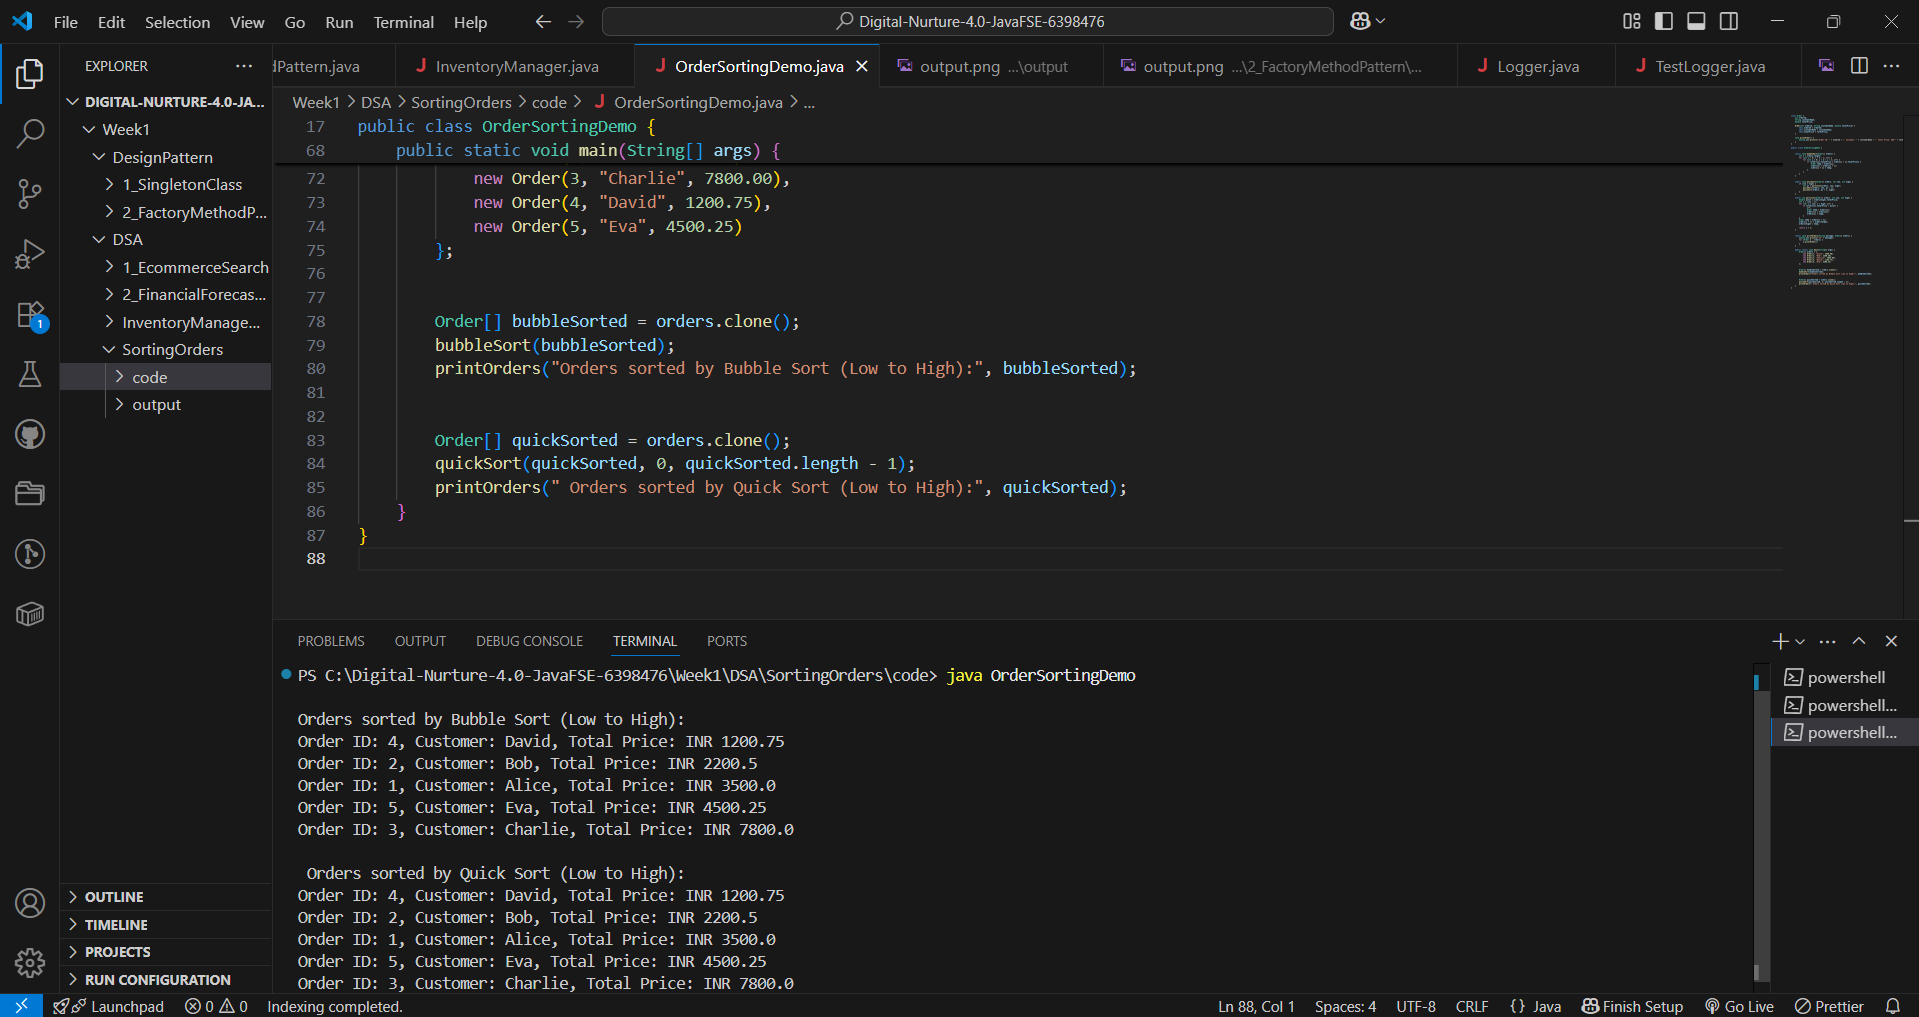 File Edit Selection View Go Run Terminal Help
Digital-Nurture-4.0-JavaFSE-6398476
EXPLORER
dPattern.java
J InventoryManager.java
J OrderSortingDemo.java
output.png ...\output
output.png ...\2_FactoryMethodPattern\...
J Logger.java
J TestLogger.java
DIGITAL-NURTURE-4.0-JA...
Week1
DesignPattern
1_SingletonClass
2_FactoryMethodP...
DSA
1_EcommerceSearch
2_FinancialForecas...
InventoryManage...
SortingOrders
code
output
OUTLINE
TIMELINE
PROJECTS
RUN CONFIGURATION
1
Week1 > DSA > SortingOrders > code > J OrderSortingDemo.java > ...
17 public class OrderSortingDemo {
68 public static void main(String[] args) {
72 new Order(3, "Charlie", 7800.00),
73 new Order(4, "David", 1200.75),
74 new Order(5, "Eva", 4500.25)
75 };
76
77
78 Order[] bubbleSorted = orders.clone();
79 bubbleSort(bubbleSorted);
80 printOrders("Orders sorted by Bubble Sort (Low to High):", bubbleSorted);
81
82
83 Order[] quickSorted = orders.clone();
84 quickSort(quickSorted, 0, quickSorted.length - 1);
85 printOrders(" Orders sorted by Quick Sort (Low to High):", quickSorted);
86 }
87 }
88
PROBLEMS OUTPUT DEBUG CONSOLE TERMINAL PORTS
PS C:\Digital-Nurture-4.0-JavaFSE-6398476\Week1\DSA\SortingOrders\code> java OrderSortingDemo
Orders sorted by Bubble Sort (Low to High):
Order ID: 4, Customer: David, Total Price: INR 1200.75
Order ID: 2, Customer: Bob, Total Price: INR 2200.5
Order ID: 1, Customer: Alice, Total Price: INR 3500.0
Order ID: 5, Customer: Eva, Total Price: INR 4500.25
Order ID: 3, Customer: Charlie, Total Price: INR 7800.0
Orders sorted by Quick Sort (Low to High):
Order ID: 4, Customer: David, Total Price: INR 1200.75
Order ID: 2, Customer: Bob, Total Price: INR 2200.5
Order ID: 1, Customer: Alice, Total Price: INR 3500.0
Order ID: 5, Customer: Eva, Total Price: INR 4500.25
Order ID: 3, Customer: Charlie, Total Price: INR 7800.0
powershell
powershell...
powershell...
Launchpad 0 0 Indexing completed.
Ln 88, Col 1 Spaces: 4 UTF-8 CRLF {} Java Finish Setup Go Live Prettier